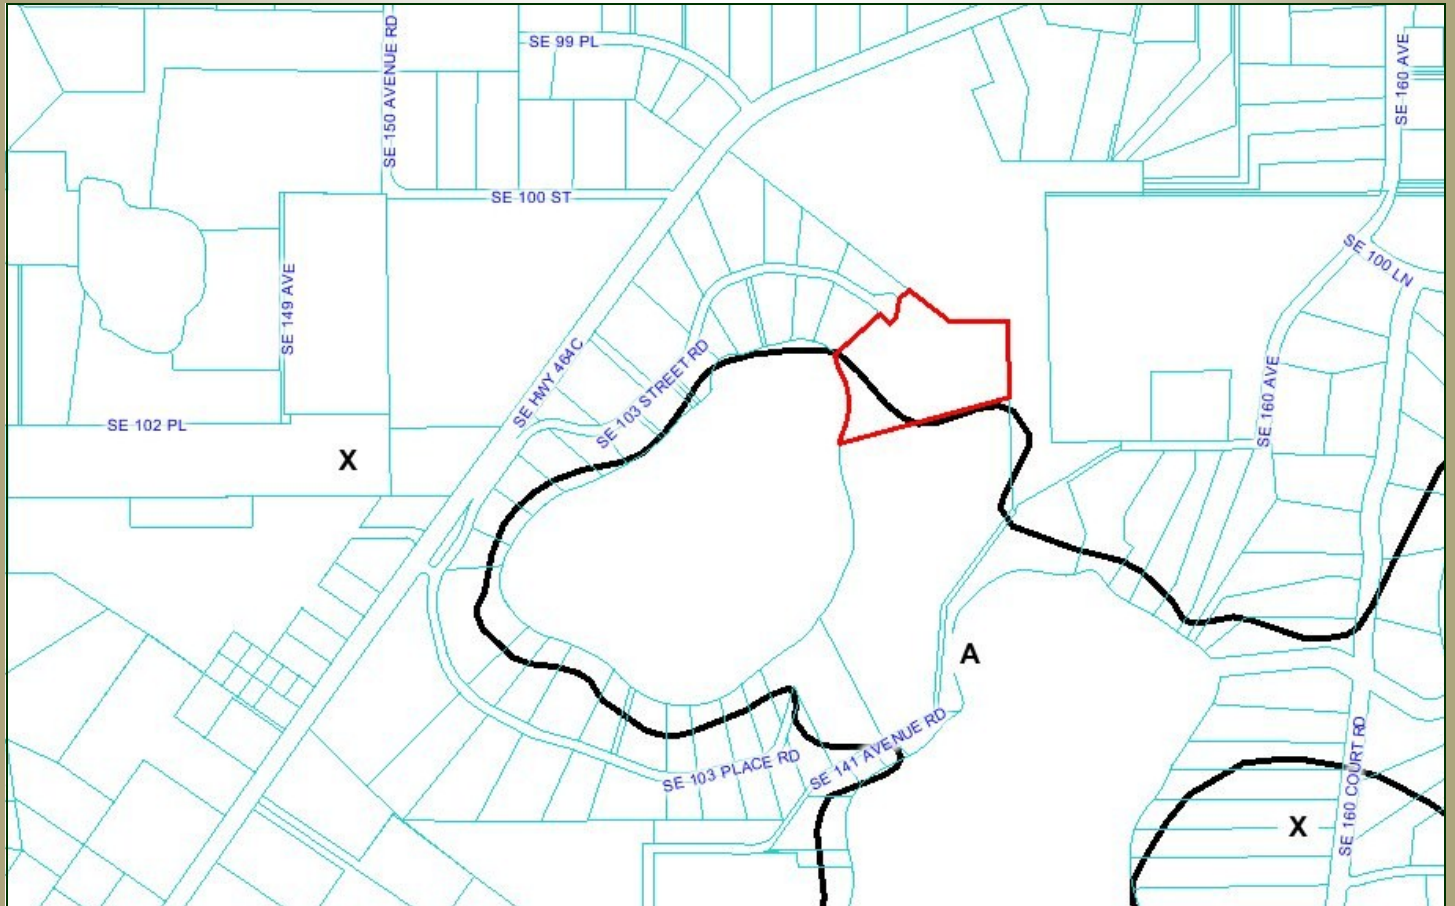 SE 150 AVENUE RD
SE 99 PL
SE 160 AVE
SE 100 ST
SE 100 LN
SE 149 AVE
SE HWY 464C
SE 103 STREET RD
SE 160 AVE
SE 102 PL
X
A
SE 103 PLACE RD
SE 141 AVENUE RD
SE 160 COURT RD
X